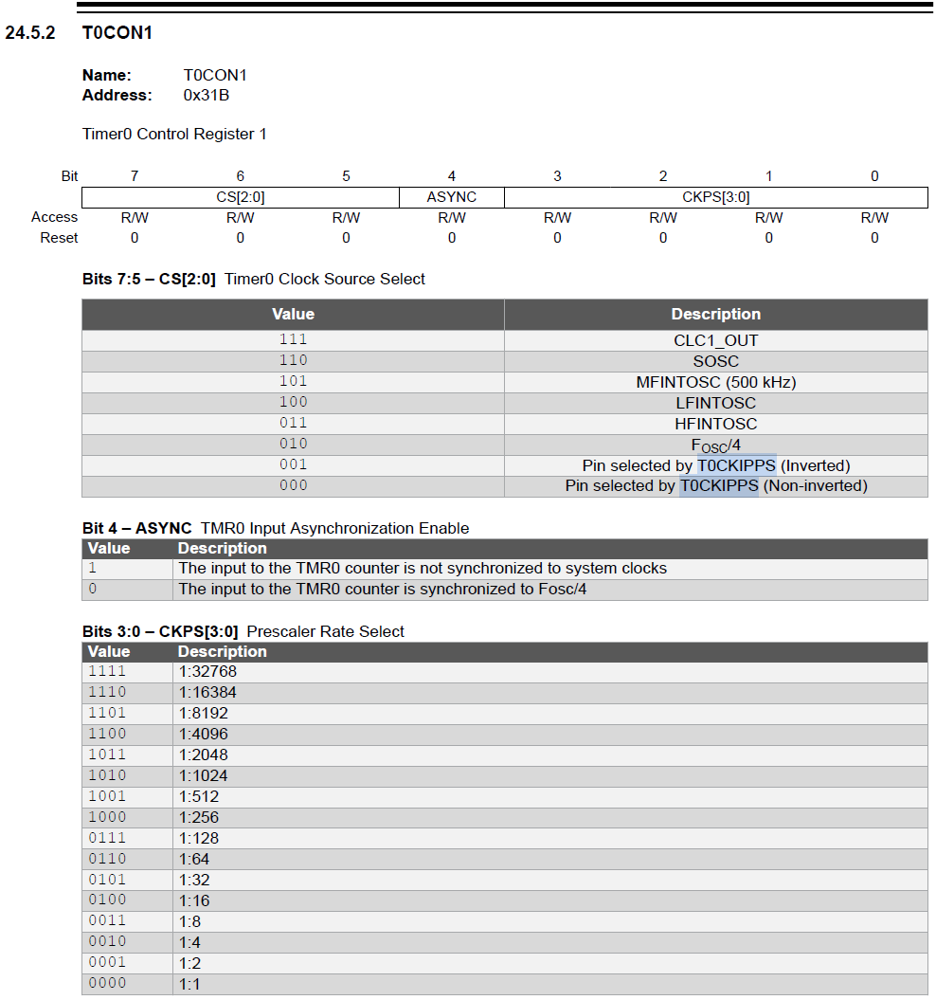 24.5.2 T0CON1
Name: T0CON1
Address: 0x31B
Timer0 Control Register 1
Bit 7 6 5 4 3 2 1 0
CS[2:0] ASYNC CKPS[3:0]
Access R/W R/W R/W R/W R/W R/W R/W R/W
Reset 0 0 0 0 0 0 0 0
Bits 7:5 – CS[2:0] Timer0 Clock Source Select
Value Description
111 CLC1_OUT
110 SOSC
101 MFINTOSC (500 kHz)
100 LFINTOSC
011 HFINTOSC
010 FOSC/4
001 Pin selected by T0CKIPPS (Inverted)
000 Pin selected by T0CKIPPS (Non-inverted)
Bit 4 – ASYNC TMR0 Input Asynchronization Enable
Value Description
1 The input to the TMR0 counter is not synchronized to system clocks
0 The input to the TMR0 counter is synchronized to Fosc/4
Bits 3:0 – CKPS[3:0] Prescaler Rate Select
Value Description
1111 1:32768
1110 1:16384
1101 1:8192
1100 1:4096
1011 1:2048
1010 1:1024
1001 1:512
1000 1:256
0111 1:128
0110 1:64
0101 1:32
0100 1:16
0011 1:8
0010 1:4
0001 1:2
0000 1:1